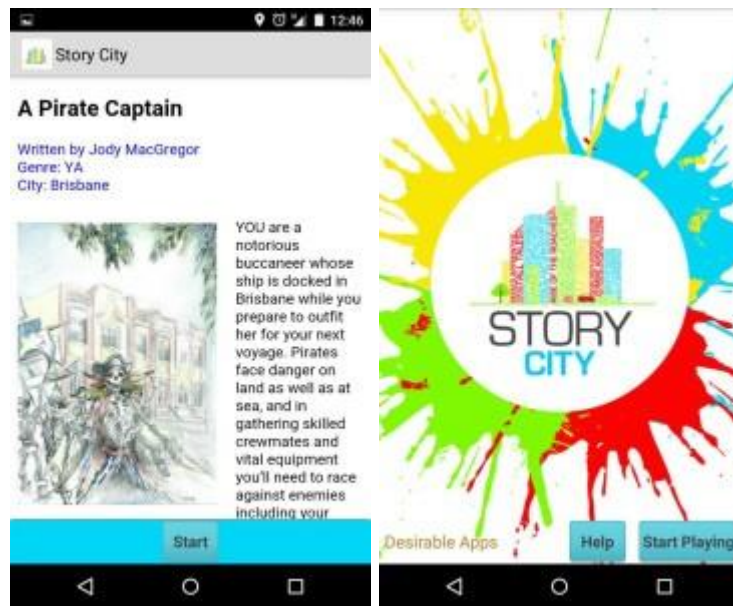 12:46
Story City
A Pirate Captain
Written by Jody MacGregor
Genre: YA
City: Brisbane
YOU are a
notorious
buccaneer whose
ship is docked in
Brisbane while you
prepare to outfit
her for your next
voyage. Pirates
face danger on
land as well as at
sea, and in
gathering skilled
crewmates and
vital equipment
you'll need to race
against enemies
including your
Start
STORY
CITY
Desirable Apps
Help
Start Playing